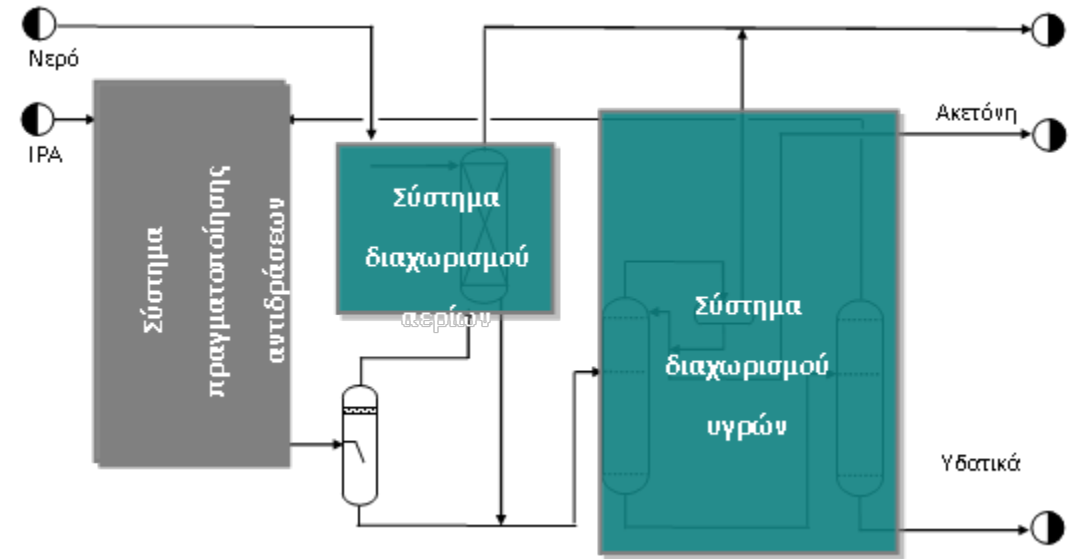 Νερό
IPA
Σύστημα
πραγματοποίησης
αντιδράσεων
Σύστημα
διαχωρισμού
αερίων
Σύστημα
διαχωρισμού
υγρών
Ακετόνη
Υδατικά